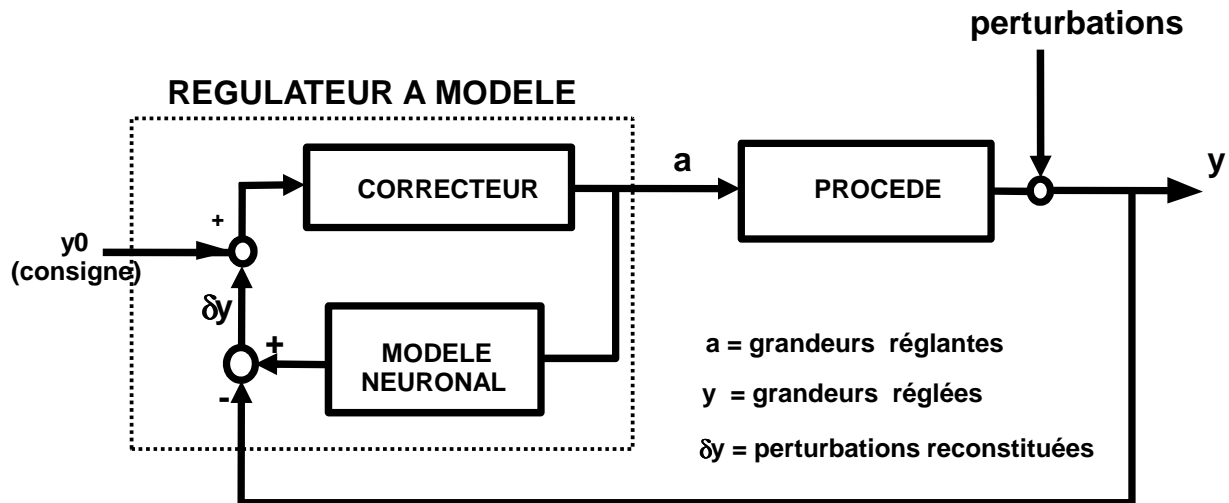 perturbations
REGULATEUR A MODELE
CORRECTEUR
a
PROCEDE
y
+
y0
(consigne)
δy
+
MODELE
NEURONAL
-
a = grandeurs réglantes
y = grandeurs réglées
δy = perturbations reconstituées